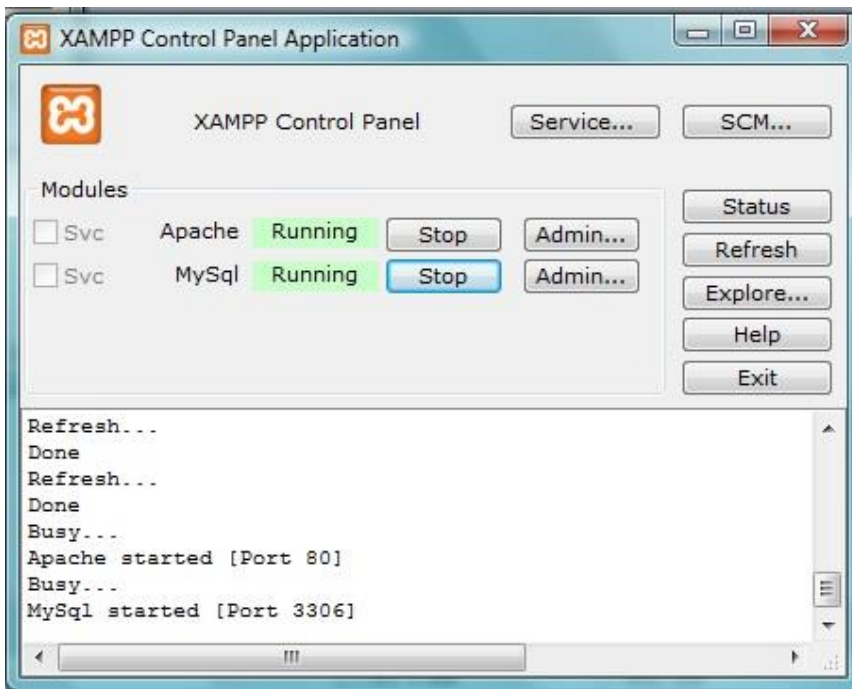 XAMPP Control Panel Application
XAMPP Control Panel Service... SCM...
Modules
Status
Svc Apache Running Stop Admin...
Refresh
Svc MySql Running Stop Admin...
Explore...
Help
Exit
Refresh...
Done
Refresh...
Done
Busy...
Apache started [Port 80]
Busy...
MySql started [Port 3306]